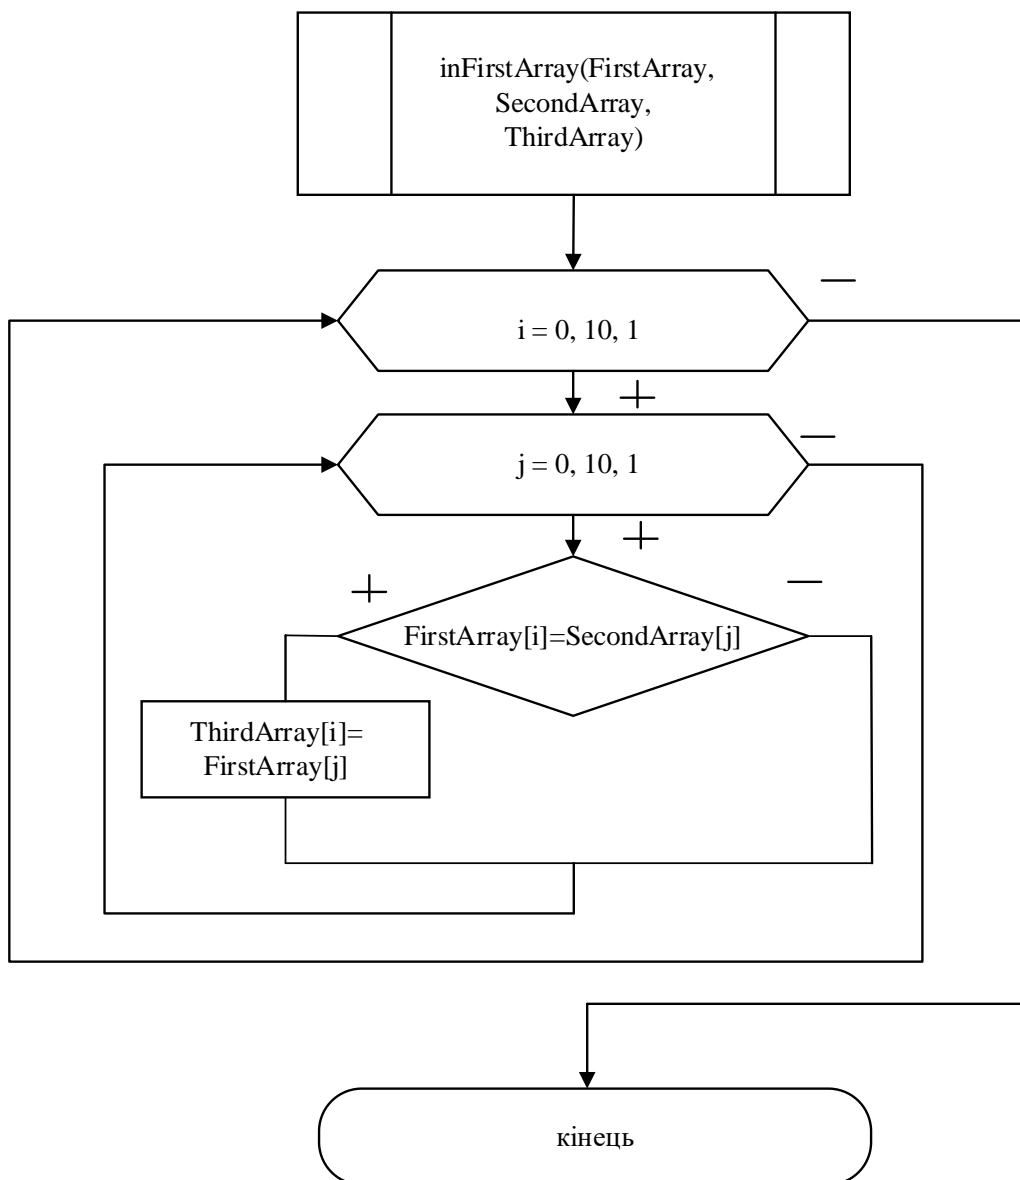 inFirstArray(FirstArray,
SecondArray,
ThirdArray)
—
i = 0, 10, 1
+
—
j = 0, 10, 1
+
+
—
FirstArray[i]=SecondArray[j]
ThirdArray[i]=
FirstArray[j]
кінець